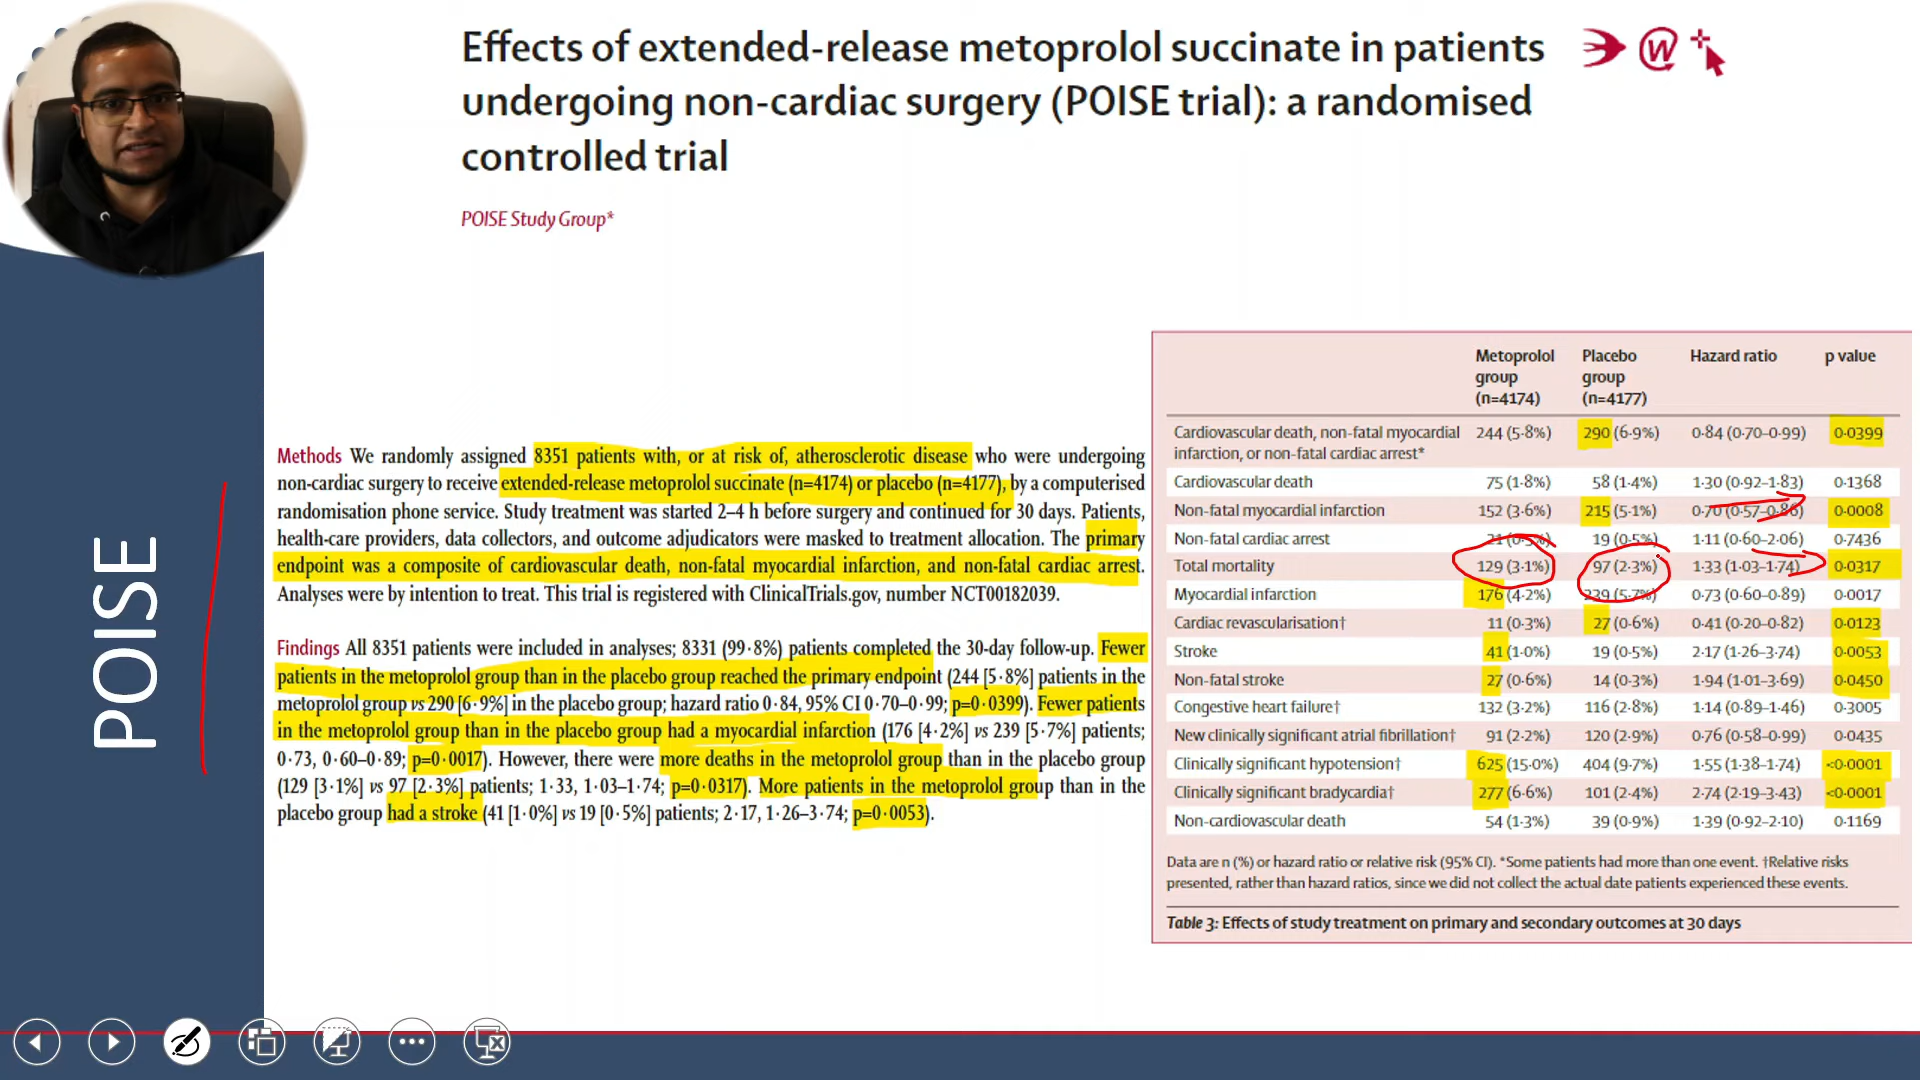 Effects of extended-release metoprolol succinate in patients
undergoing non-cardiac surgery (POISE trial): a randomised
controlled trial
POISE Study Group*
POISE
Methods We randomly assigned 8351 patients with, or at risk of, atherosclerotic disease who were undergoing
non-cardiac surgery to receive extended-release metoprolol succinate (n=4174) or placebo (n=4177), by a computerised
randomisation phone service. Study treatment was started 2–4 h before surgery and continued for 30 days. Patients,
health-care providers, data collectors, and outcome adjudicators were masked to treatment allocation. The primary
endpoint was a composite of cardiovascular death, non-fatal myocardial infarction, and non-fatal cardiac arrest.
Analyses were by intention to treat. This trial is registered with ClinicalTrials.gov, number NCT00182039.
Findings All 8351 patients were included in analyses; 8331 (99·8%) patients completed the 30-day follow-up. Fewer
patients in the metoprolol group than in the placebo group reached the primary endpoint (244 [5·8%] patients in the
metoprolol group vs 290 [6·9%] in the placebo group; hazard ratio 0·84, 95% CI 0·70–0·99; p=0·0399). Fewer patients
in the metoprolol group than in the placebo group had a myocardial infarction (176 [4·2%] vs 239 [5·7%] patients;
0·73, 0·60–0·89; p=0·0017). However, there were more deaths in the metoprolol group than in the placebo group
(129 [3·1%] vs 97 [2·3%] patients; 1·33, 1·03–1·74; p=0·0317). More patients in the metoprolol group than in the
placebo group had a stroke (41 [1·0%] vs 19 [0·5%] patients; 2·17, 1·26–3·74; p=0·0053).
Metoprolol group (n=4174) Placebo group (n=4177) Hazard ratio p value
Cardiovascular death, non-fatal myocardial infarction, or non-fatal cardiac arrest* 244 (5·8%) 290 (6·9%) 0·84 (0·70–0·99) 0·0399
Cardiovascular death 75 (1·8%) 58 (1·4%) 1·30 (0·92–1·83) 0·1368
Non-fatal myocardial infarction 152 (3·6%) 215 (5·1%) 0·70 (0·57–0·86) 0·0008
Non-fatal cardiac arrest 21 (0·5%) 19 (0·5%) 1·11 (0·60–2·06) 0·7436
Total mortality 129 (3·1%) 97 (2·3%) 1·33 (1·03–1·74) 0·0317
Myocardial infarction 176 (4·2%) 239 (5·7%) 0·73 (0·60–0·89) 0·0017
Cardiac revascularisation† 11 (0·3%) 27 (0·6%) 0·41 (0·20–0·82) 0·0123
Stroke 41 (1·0%) 19 (0·5%) 2·17 (1·26–3·74) 0·0053
Non-fatal stroke 27 (0·6%) 14 (0·3%) 1·94 (1·01–3·69) 0·0450
Congestive heart failure† 132 (3·2%) 116 (2·8%) 1·14 (0·89–1·46) 0·3005
New clinically significant atrial fibrillation† 91 (2·2%) 120 (2·9%) 0·76 (0·58–0·99) 0·0435
Clinically significant hypotension† 625 (15·0%) 404 (9·7%) 1·55 (1·38–1·74) <0·0001
Clinically significant bradycardia† 277 (6·6%) 101 (2·4%) 2·74 (2·19–3·43) <0·0001
Non-cardiovascular death 54 (1·3%) 39 (0·9%) 1·39 (0·92–2·10) 0·1169
Data are n (%) or hazard ratio or relative risk (95% CI). *Some patients had more than one event. †Relative risks
presented, rather than hazard ratios, since we did not collect the actual date patients experienced these events.
Table 3: Effects of study treatment on primary and secondary outcomes at 30 days